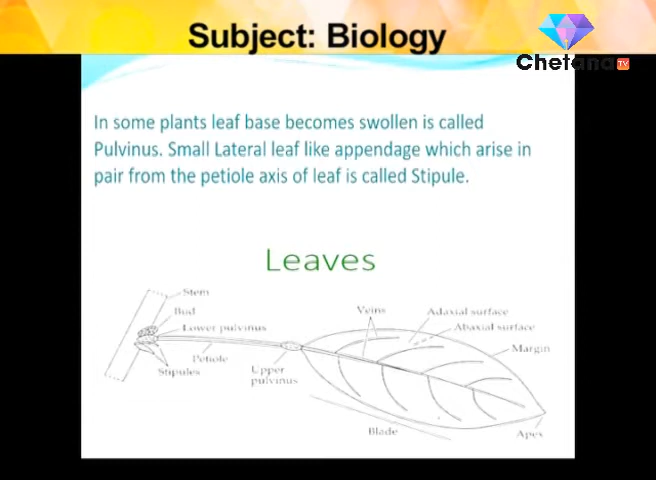 Subject: Biology
Chetana TV
In some plants leaf base becomes swollen is called
Pulvinus. Small Lateral leaf like appendage which arise in
pair from the petiole axis of leaf is called Stipule.
Leaves
Stem
Bud
Lower pulvinus
Petiole
Stipules
Upper
pulvinus
Veins
Adaxial surface
Abaxial surface
Margin
Blade
Apex